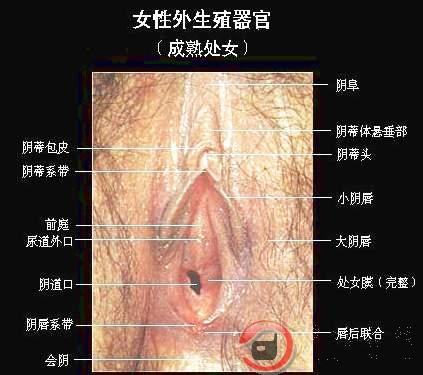 女性外生殖器官
（成熟处女）
阴阜
阴蒂体悬垂部
阴蒂包皮
阴蒂头
阴蒂系带
小阴唇
前庭
尿道外口
大阴唇
阴道口
处女膜（完整）
阴唇系带
唇后联合
会阴